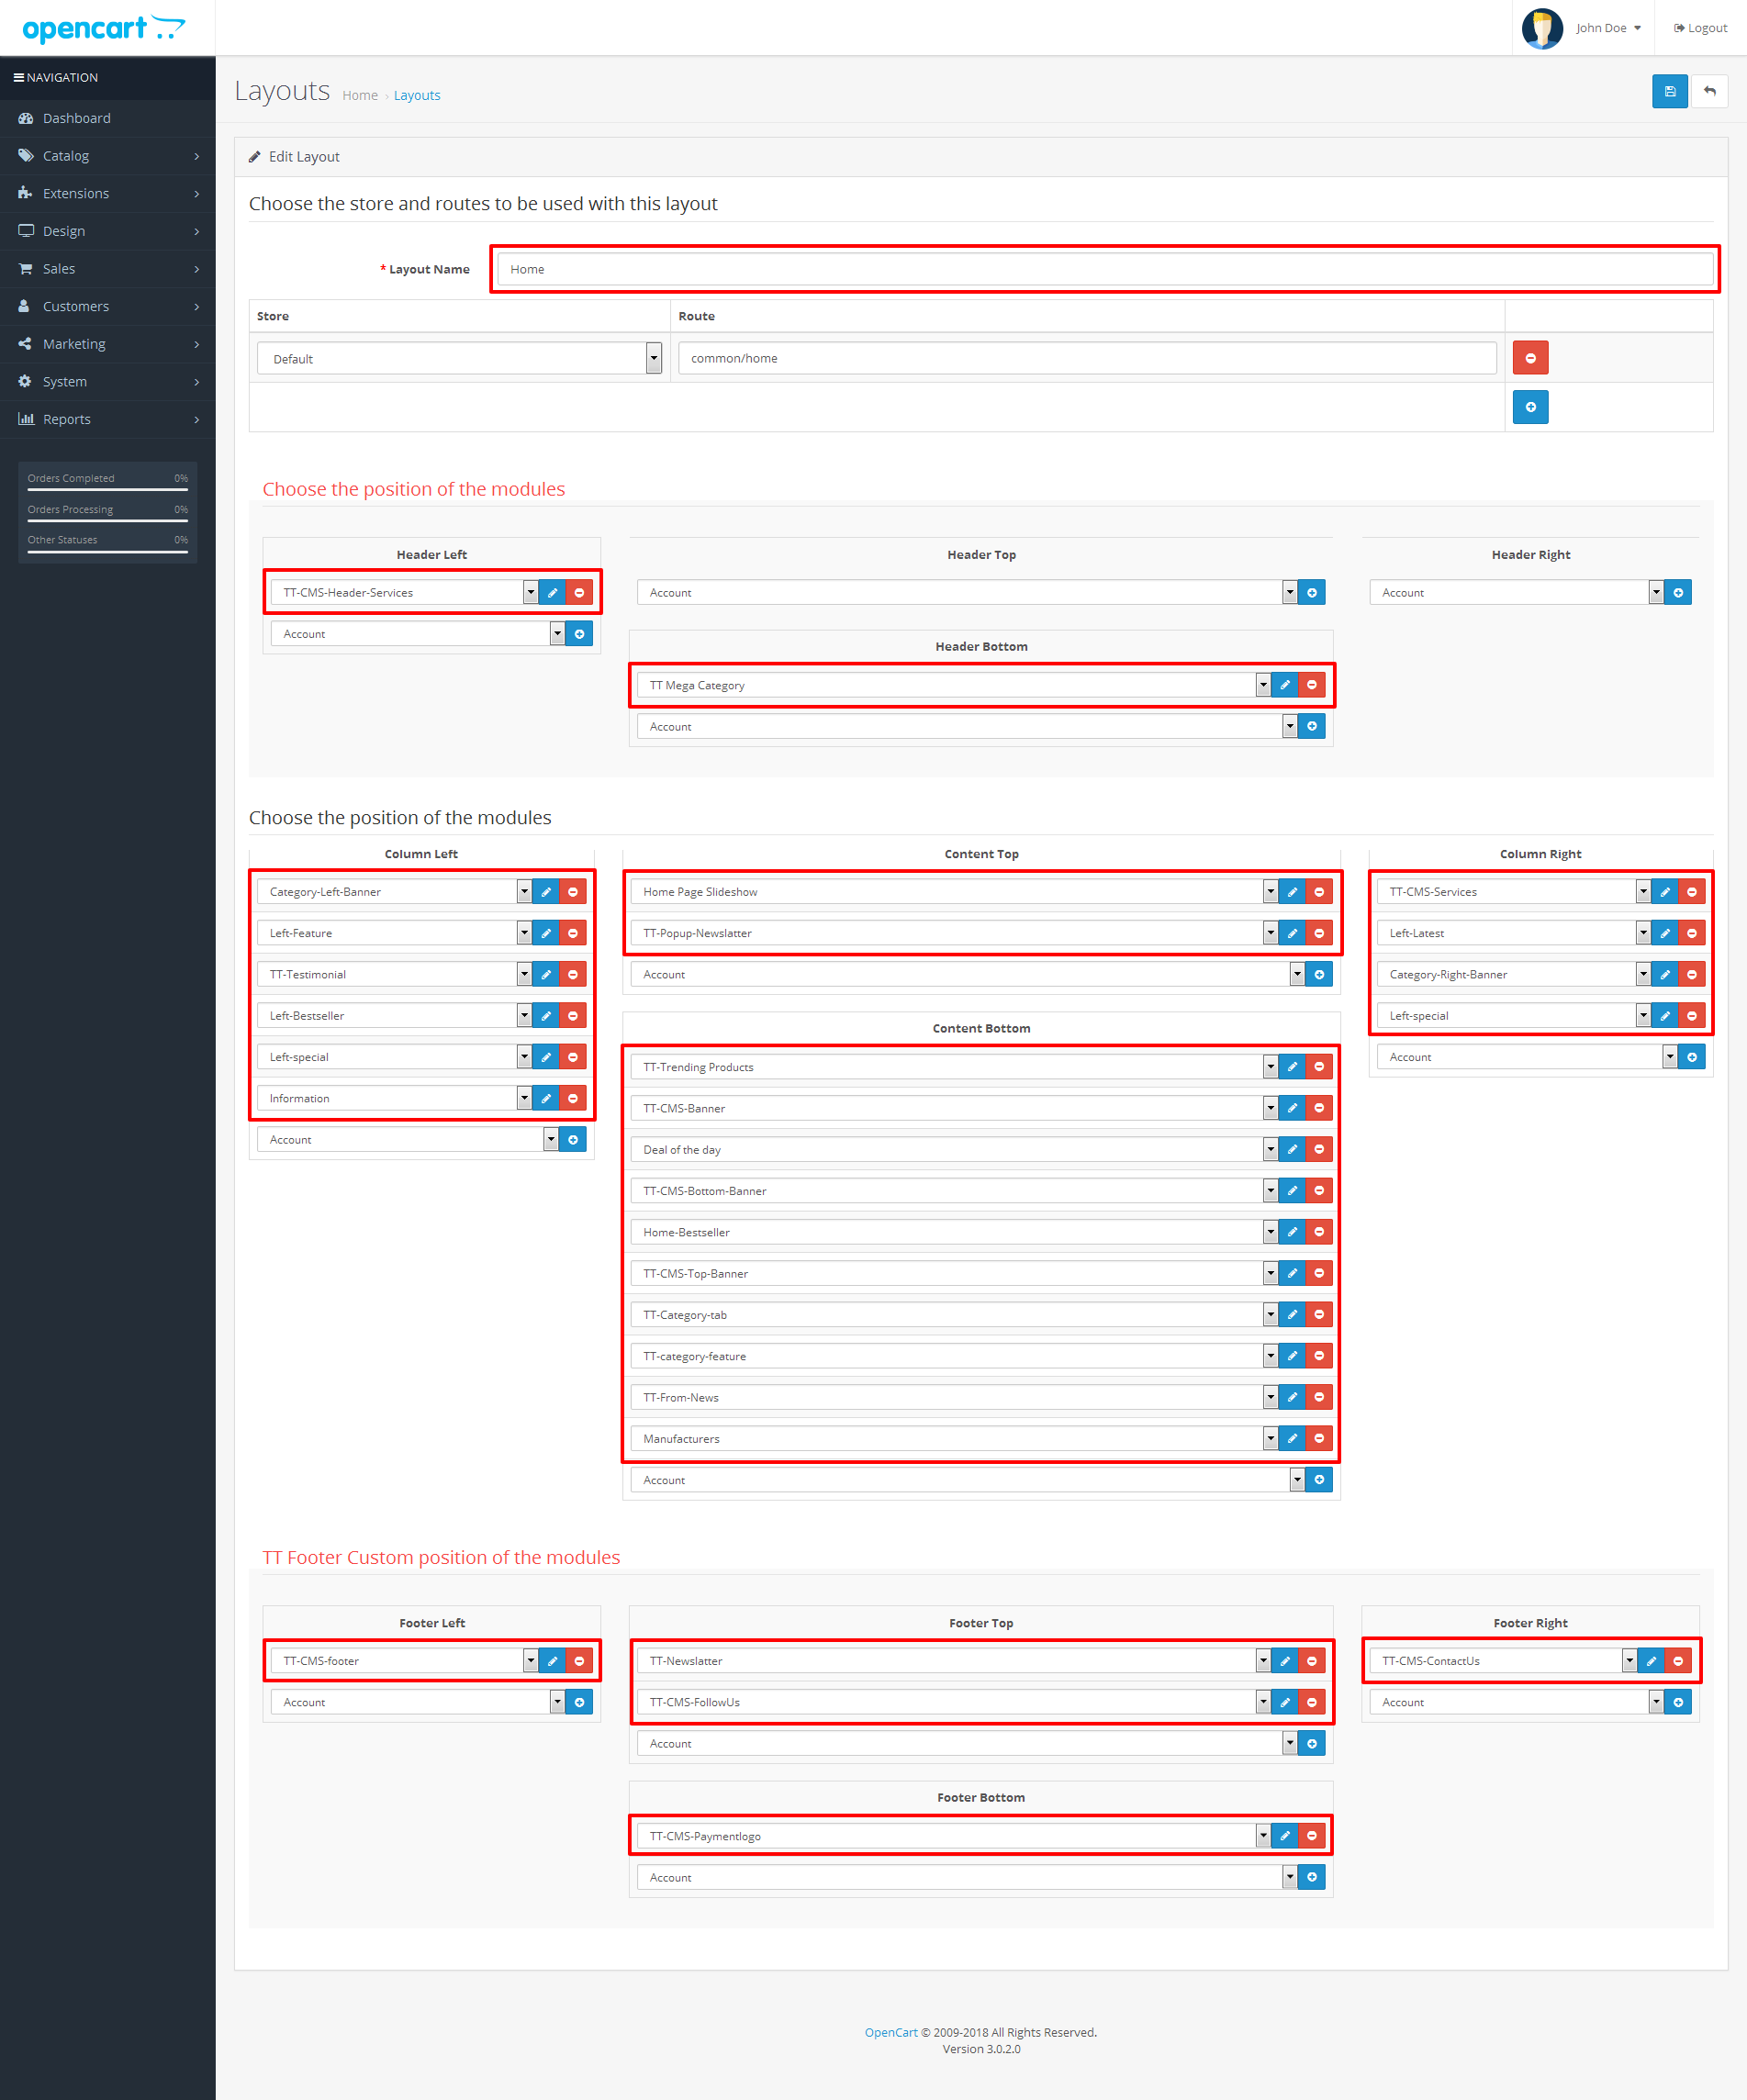 opencart
John Doe
Logout
NAVIGATION
Dashboard
Catalog
Extensions
Design
Sales
Customers
Marketing
System
Reports
Orders Completed 0%
Orders Processing 0%
Other Statuses 0%
Layouts Home › Layouts
Edit Layout
Choose the store and routes to be used with this layout
* Layout Name Home
Store Route
Default common/home
Choose the position of the modules
Header Left
TT-CMS-Header-Services
Account
Header Top
Account
Header Bottom
TT Mega Category
Account
Header Right
Account
Choose the position of the modules
Column Left
Category-Left-Banner
Left-Feature
TT-Testimonial
Left-Bestseller
Left-special
Information
Account
Content Top
Home Page Slideshow
TT-Popup-Newslatter
Account
Content Bottom
TT-Trending Products
TT-CMS-Banner
Deal of the day
TT-CMS-Bottom-Banner
Home-Bestseller
TT-CMS-Top-Banner
TT-Category-tab
TT-category-feature
TT-From-News
Manufacturers
Account
Column Right
TT-CMS-Services
Left-Latest
Category-Right-Banner
Left-special
Account
TT Footer Custom position of the modules
Footer Left
TT-CMS-footer
Account
Footer Top
TT-Newslatter
TT-CMS-FollowUs
Account
Footer Bottom
TT-CMS-Paymentlogo
Account
Footer Right
TT-CMS-ContactUs
Account
OpenCart © 2009-2018 All Rights Reserved.
Version 3.0.2.0